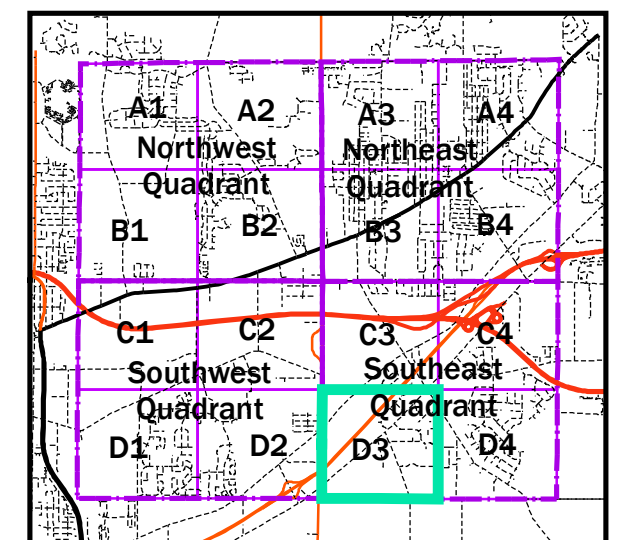 A1 A2 A3 A4
Northwest Northeast
Quadrant Quadrant
B1 B2 B3 B4
C1 C2 C3 C4
Southwest Southeast
Quadrant Quadrant
D1 D2 D3 D4